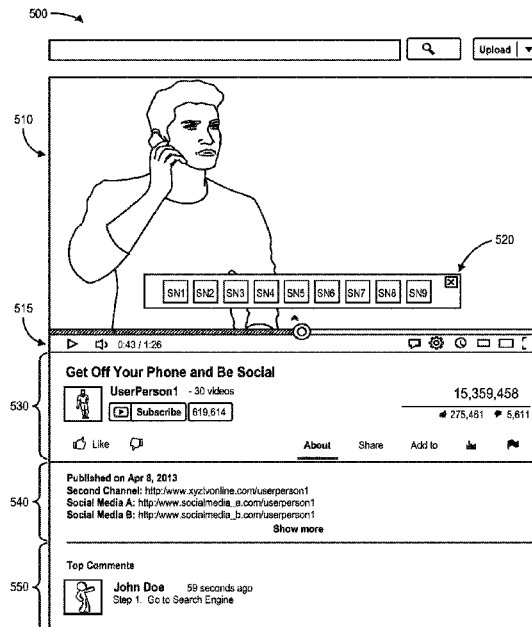 500
Upload
510
520
SN1 SN2 SN3 SN4 SN5 SN6 SN7 SN8 SN9
515
0:43 / 1:26
Get Off Your Phone and Be Social
UserPerson1 - 30 videos
15,359,458
530
Subscribe 619,614
275,461 5,611
Like About Share Add to
Published on Apr 8, 2013
Second Channel: http:/www.xyztvonline.com/userperson1
540
Social Media A: http:/www.socialmedia_a.com/userperson1
Social Media B: http:/www.socialmedia_b.com/userperson1
Show more
Top Comments
550
John Doe 59 seconds ago
Step 1. Go to Search Engine